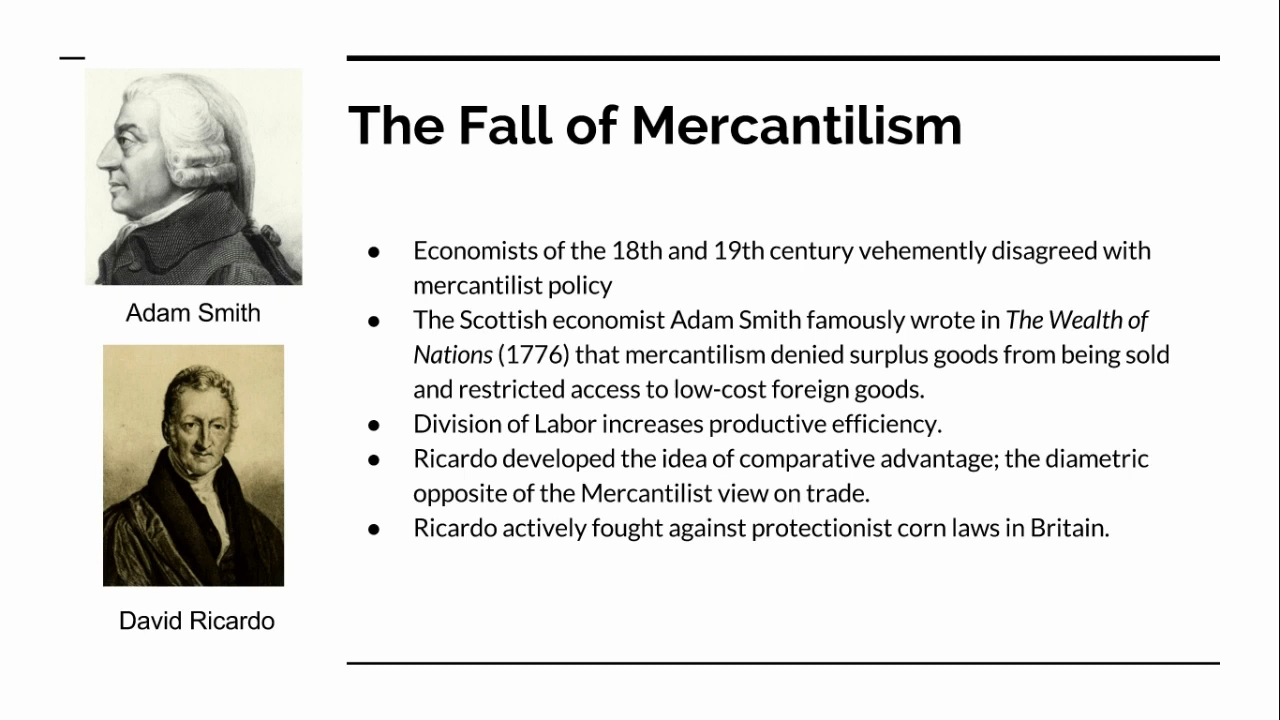 The Fall of Mercantilism
Adam Smith
David Ricardo
● Economists of the 18th and 19th century vehemently disagreed with
mercantilist policy
● The Scottish economist Adam Smith famously wrote in The Wealth of
Nations (1776) that mercantilism denied surplus goods from being sold
and restricted access to low-cost foreign goods.
● Division of Labor increases productive efficiency.
● Ricardo developed the idea of comparative advantage; the diametric
opposite of the Mercantilist view on trade.
● Ricardo actively fought against protectionist corn laws in Britain.